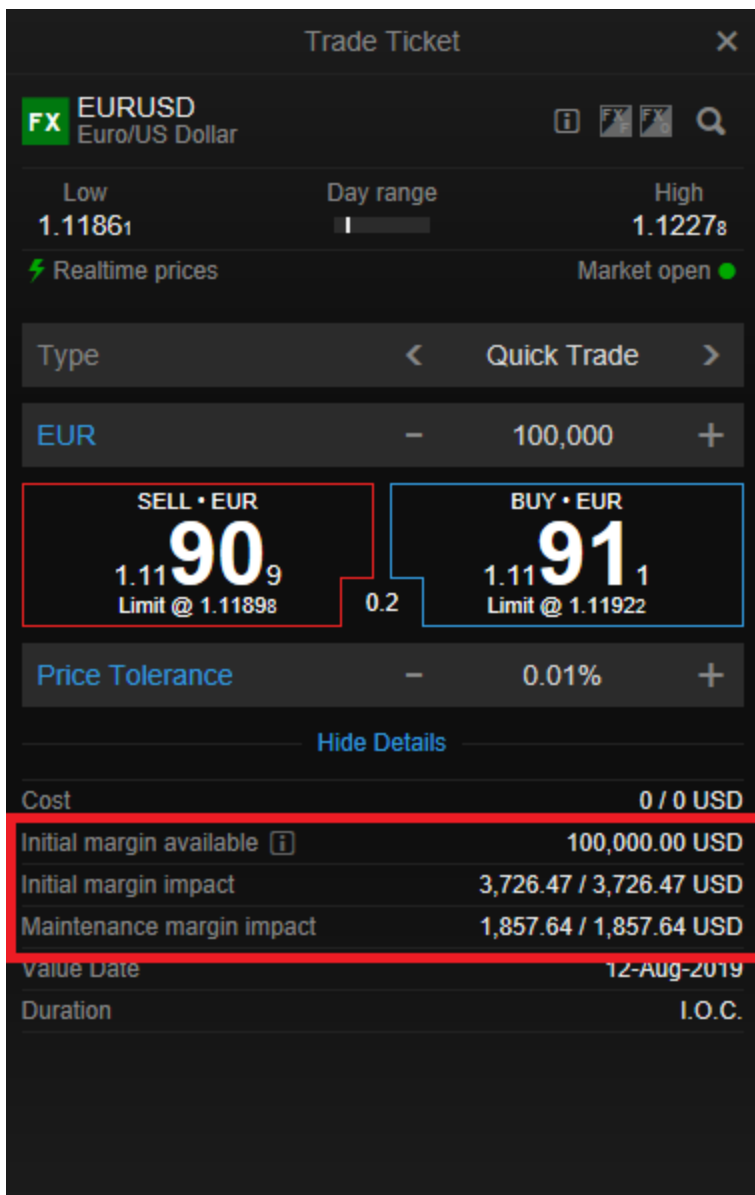 Trade Ticket ×
FX EURUSD
Euro/US Dollar
Low Day range High
1.11861 1.12278
Realtime prices Market open
Type < Quick Trade >
EUR − 100,000 +
SELL • EUR BUY • EUR
1.11909 1.11911
Limit @ 1.11898 0.2 Limit @ 1.11922
Price Tolerance − 0.01% +
Hide Details
Cost 0 / 0 USD
Initial margin available i 100,000.00 USD
Initial margin impact 3,726.47 / 3,726.47 USD
Maintenance margin impact 1,857.64 / 1,857.64 USD
Value Date 12-Aug-2019
Duration I.O.C.